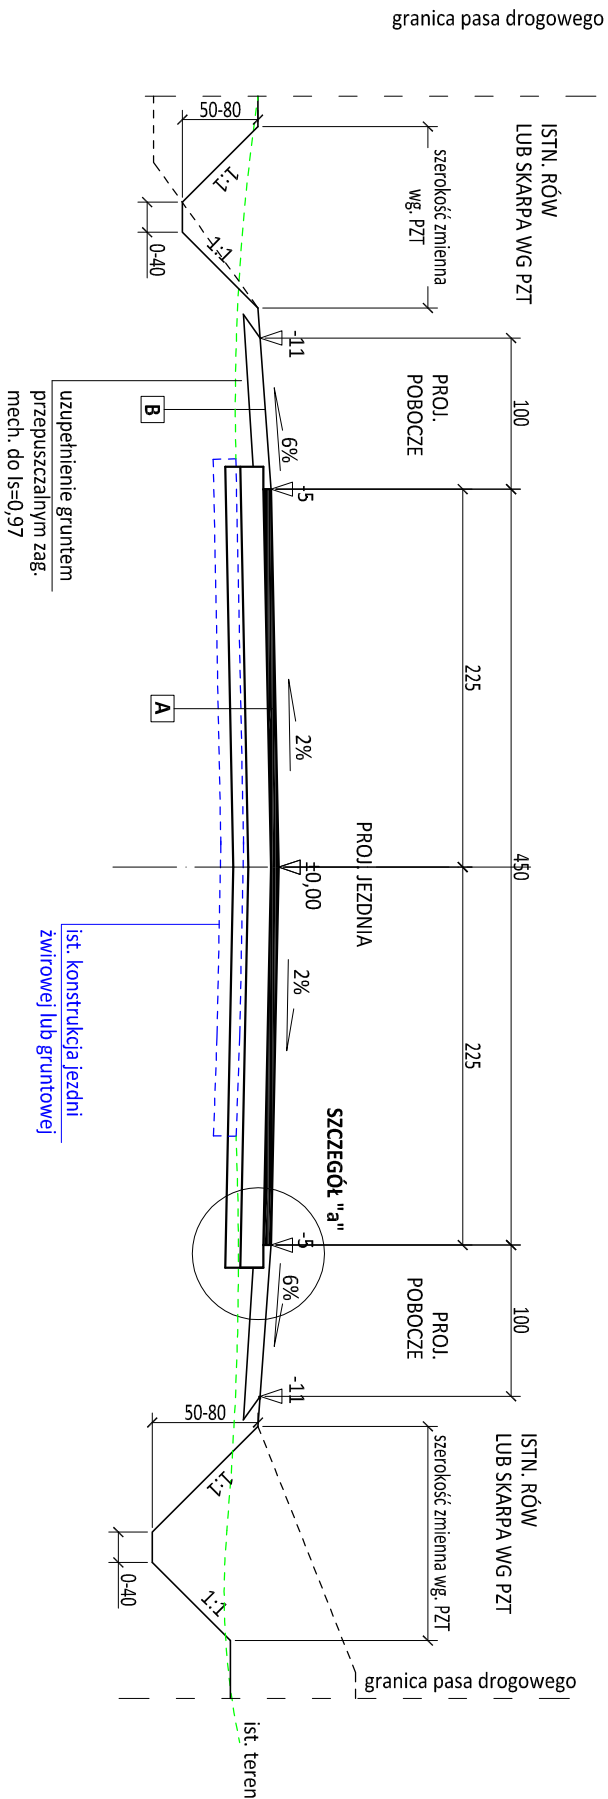 granica pasa drogowego
ISTN. RÓW
LUB SKARPA WG PZT
szerokość zmienna
wg. PZT
50-80
1:1
1:1
0-40
-11
100
PROJ.
POBOCZE
6%
B
uzupełnienie gruntem
przepuszczalnym zag.
mech. do Is=0,97
-5
225
2%
A
450
PROJ. JEZDNIA
±0,00
2%
225
ist. konstrukcja jezdni
żwirowej lub gruntowej
SZCZEGÓŁ "a"
-5
6%
100
PROJ.
POBOCZE
-11
ISTN. RÓW
LUB SKARPA WG PZT
szerokość zmienna wg. PZT
50-80
1:1
1:1
0-40
granica pasa drogowego
ist. teren